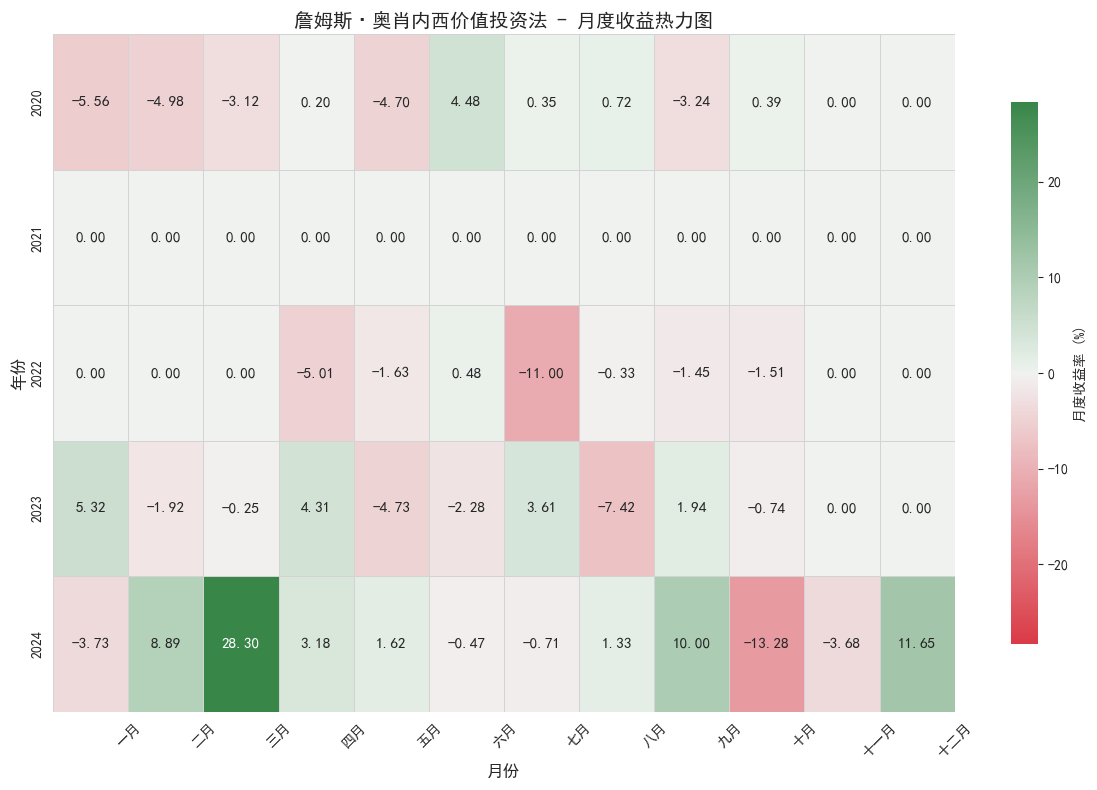 詹姆斯·奥肖内西价值投资法 - 月度收益热力图
2020 -5.56 -4.98 -3.12 0.20 -4.70 4.48 0.35 0.72 -3.24 0.39 0.00 0.00
2021 0.00 0.00 0.00 0.00 0.00 0.00 0.00 0.00 0.00 0.00 0.00 0.00
2022 0.00 0.00 0.00 -5.01 -1.63 0.48 -11.00 -0.33 -1.45 -1.51 0.00 0.00
2023 5.32 -1.92 -0.25 4.31 -4.73 -2.28 3.61 -7.42 1.94 -0.74 0.00 0.00
2024 -3.73 8.89 28.30 3.18 1.62 -0.47 -0.71 1.33 10.00 -13.28 -3.68 11.65
年份
一月 二月 三月 四月 五月 六月 七月 八月 九月 十月 十一月 十二月
月份
20
10
0
-10
-20
月度收益率 (%)